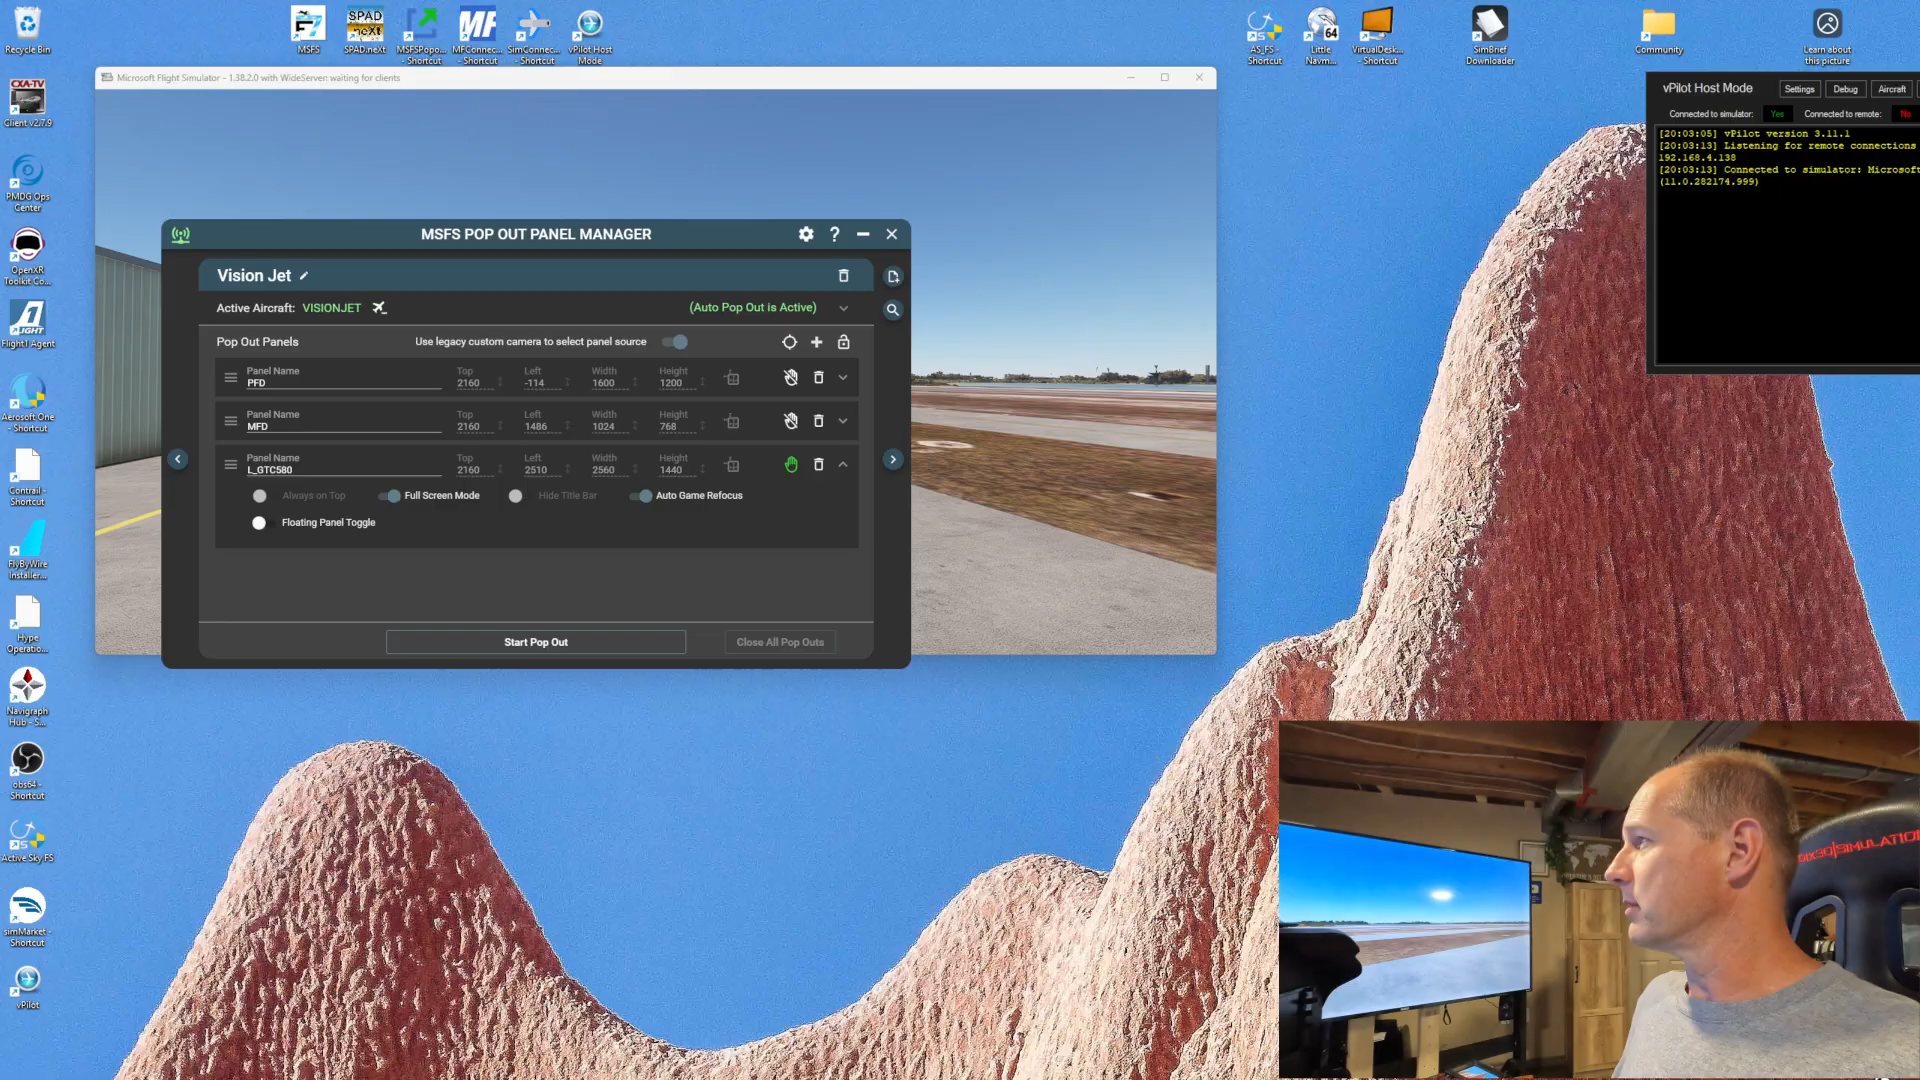 Recycle Bin
MSFS
SPAD
neXt
SPAD.neXt
MSFSPopo...
- Shortcut
MF
MFConnec...
- Shortcut
SimConnec...
- Shortcut
vPilot Host
Mode
AS_FS -
Shortcut
64
Little
Navm...
VirtualDesk...
- Shortcut
SimBrief
Downloader
Community
Learn about
this picture
CXA-TV
Client v2.7.9
PMDG Ops
Center
OpenXR
Toolkit Co...
FLIGHT
Flight1 Agent
Aerosoft One
- Shortcut
Contrail -
Shortcut
FlyByWire
Installer...
Hype
Operatio...
Navigraph
Hub - S...
obs64 -
Shortcut
Active Sky FS
simMarket -
Shortcut
vPilot
Microsoft Flight Simulator - 1.38.2.0 with WideServer: waiting for clients
MSFS POP OUT PANEL MANAGER
?
Vision Jet
Active Aircraft: VISIONJET
(Auto Pop Out is Active)
Pop Out Panels
Use legacy custom camera to select panel source
Panel Name Top Left Width Height
PFD 2160 -114 1600 1200
Panel Name Top Left Width Height
MFD 2160 1486 1024 768
Panel Name Top Left Width Height
L_GTC580 2160 2510 2560 1440
Always on Top Full Screen Mode Hide Title Bar Auto Game Refocus
Floating Panel Toggle
Start Pop Out
Close All Pop Outs
vPilot Host Mode
Settings
Debug
Aircraft
Connected to simulator: Yes Connected to remote: No
[20:03:05] vPilot version 3.11.1
[20:03:13] Listening for remote connections
192.168.4.138
[20:03:13] Connected to simulator: Microsoft
(11.0.282174.999)